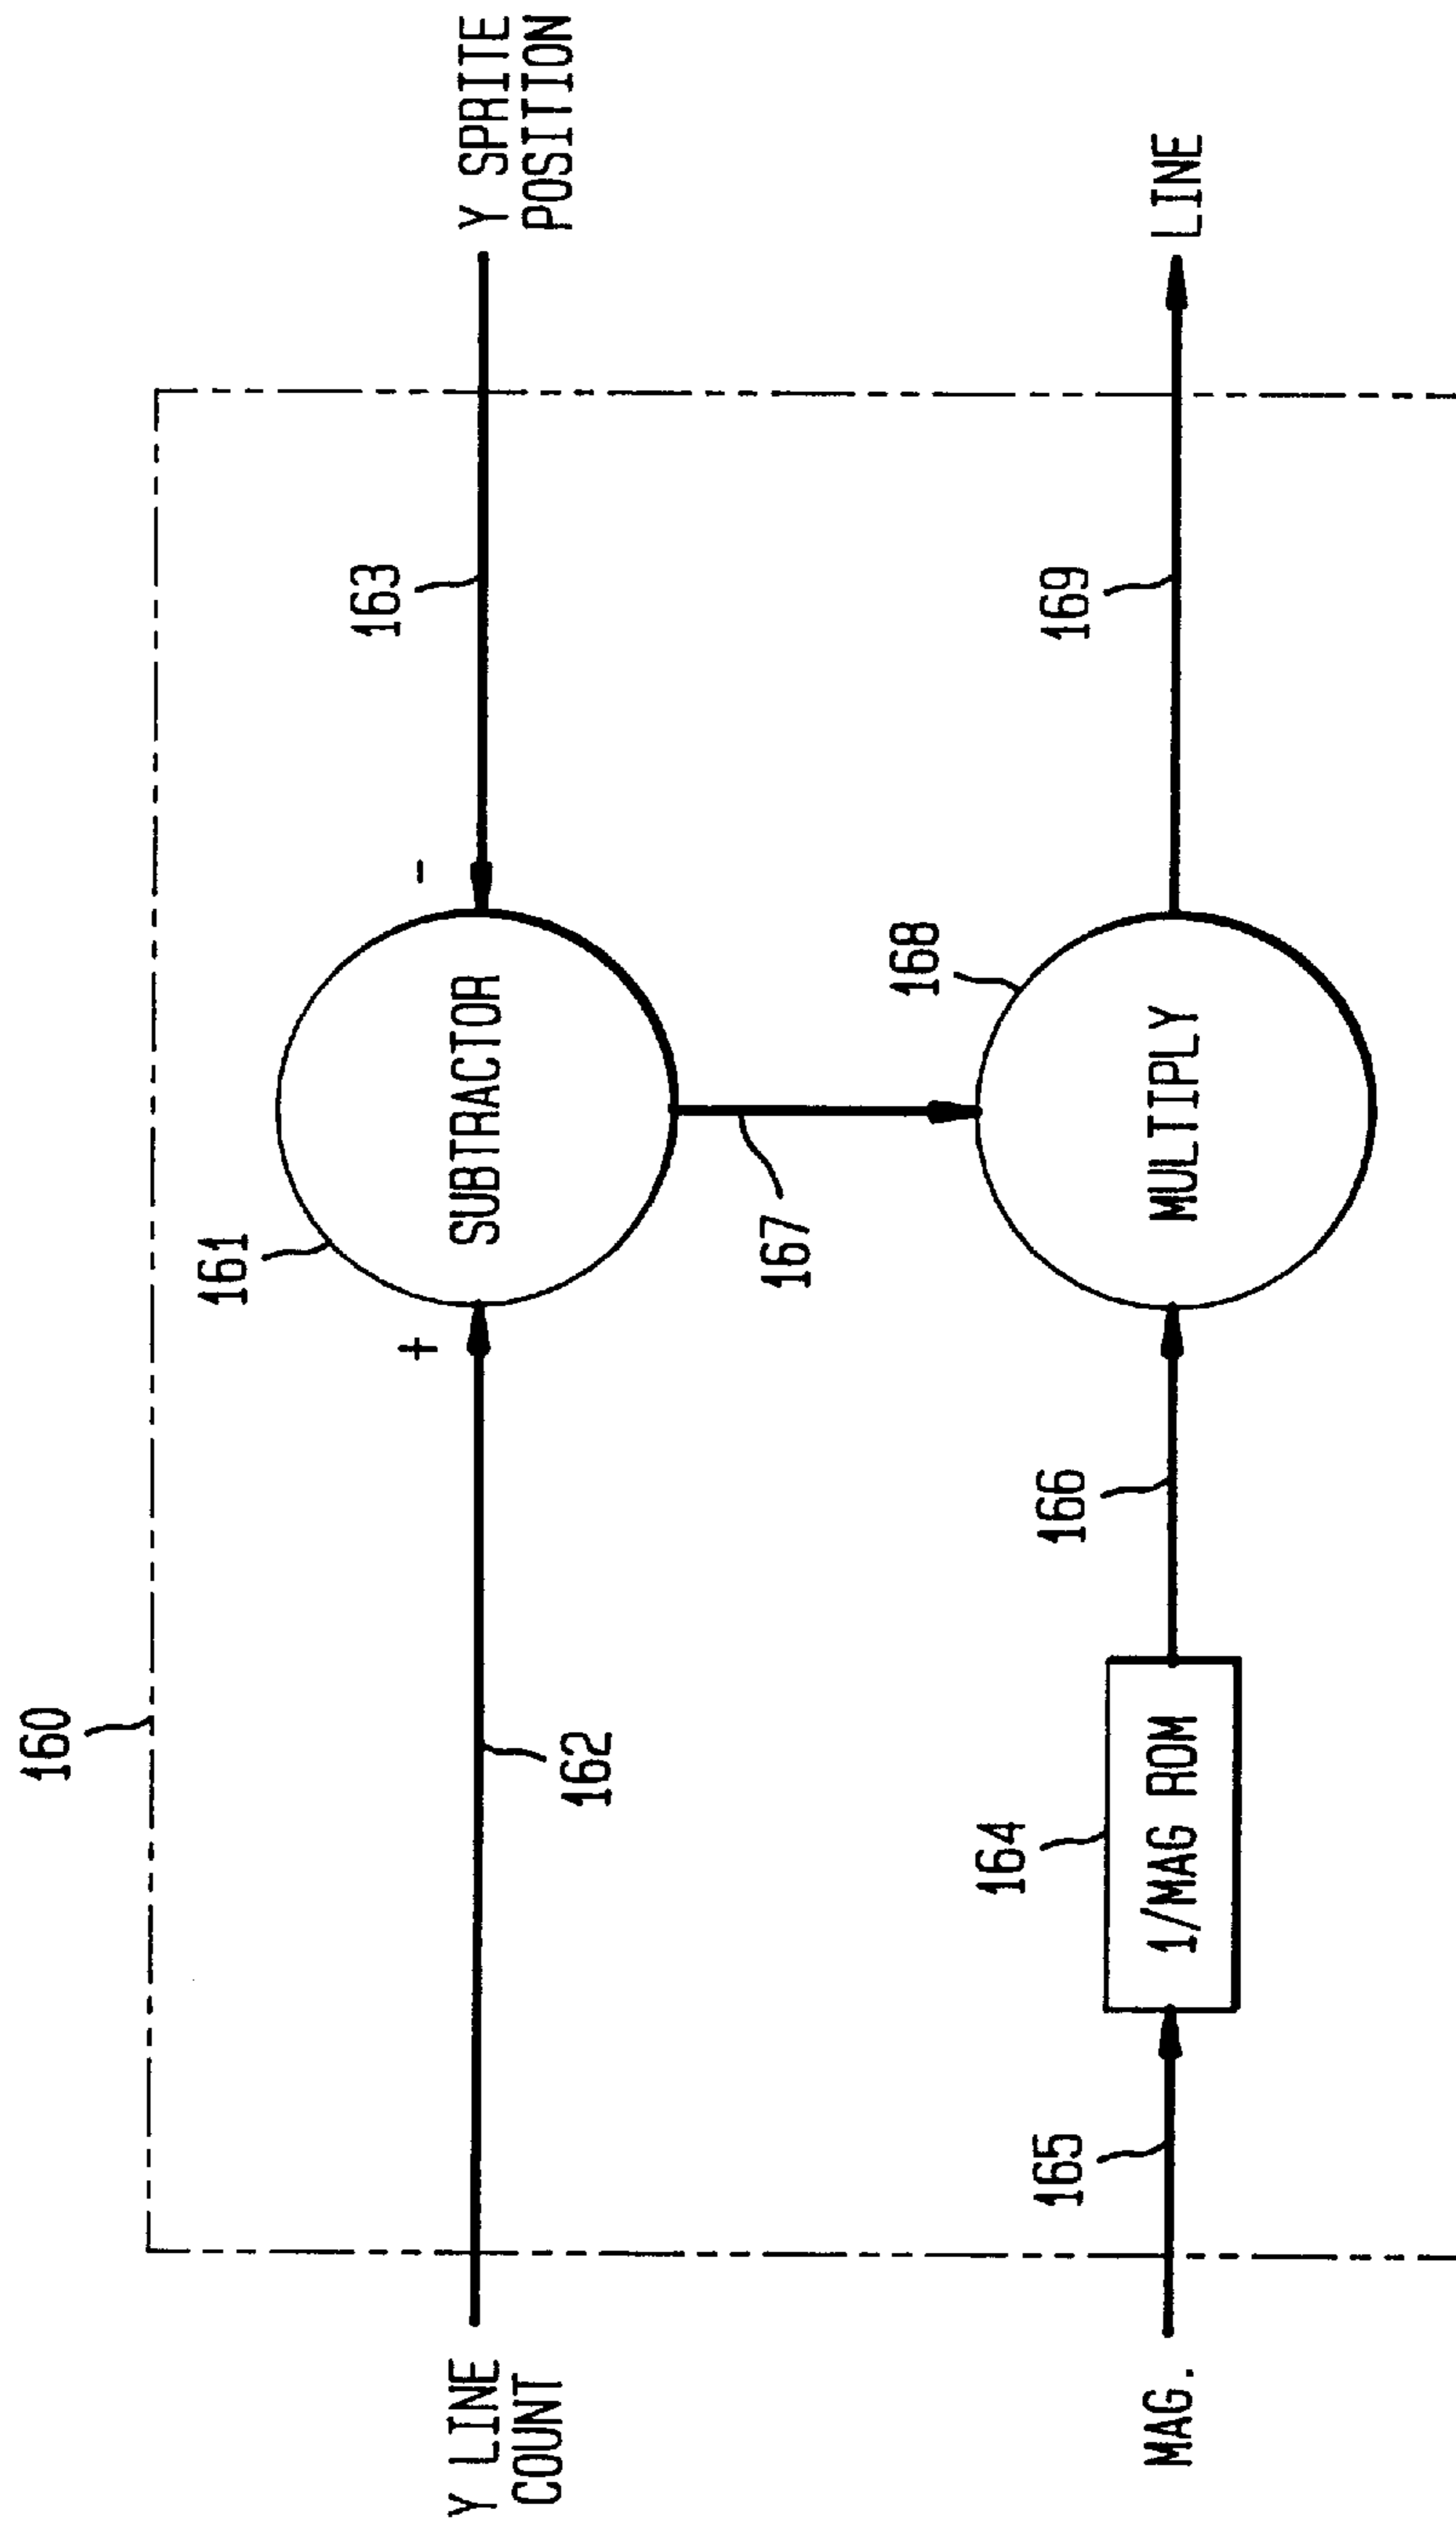 160
161
+
-
163
Y LINE
COUNT
SUBTRACTOR
Y SPRITE
POSITION
162
167
168
164
165
166
169
MAG.
1/MAG ROM
MULTIPLY
LINE